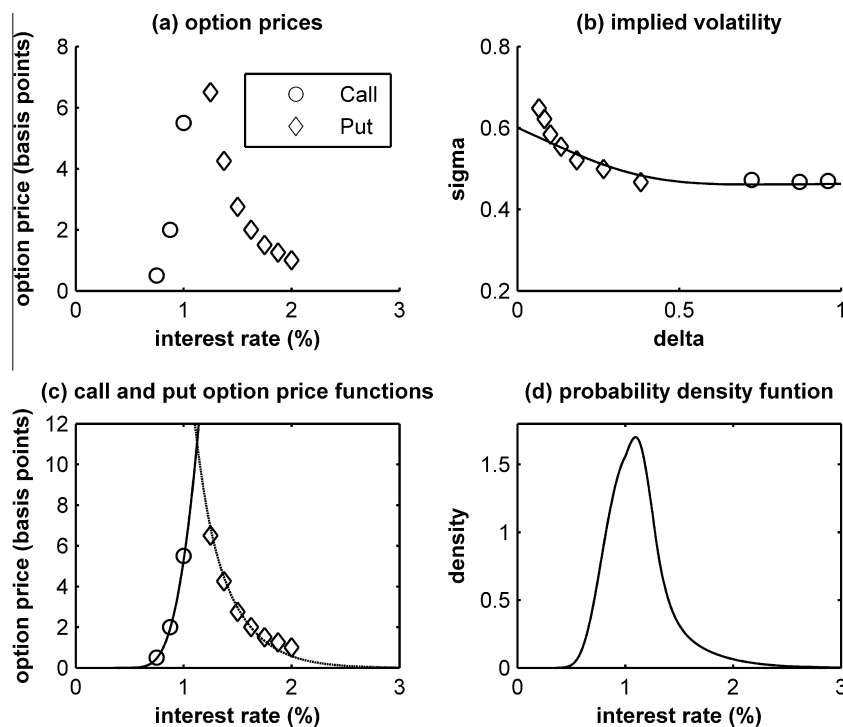 (a) option prices
option price (basis points)
8
6
4
2
0
Call
Put
0 1 2 3
interest rate (%)
(b) implied volatility
sigma
0.8
0.6
0.4
0.2
0 0.5 1
delta
(c) call and put option price functions
option price (basis points)
12
10
8
6
4
2
0
0 1 2 3
interest rate (%)
(d) probability density funtion
density
1.5
1
0.5
0
0 1 2 3
interest rate (%)